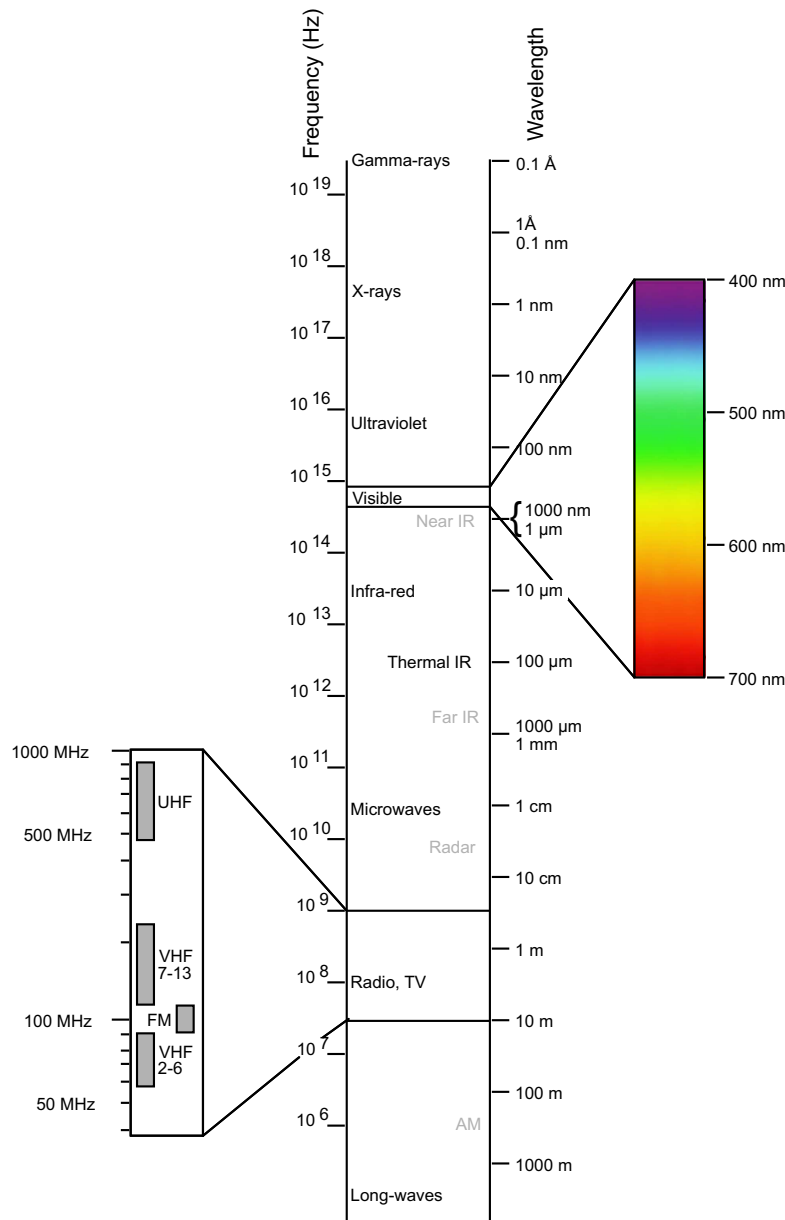 Frequency (Hz)
Wavelength
Gamma-rays
0.1 Å
10 19
1Å
0.1 nm
10 18
X-rays
1 nm
10 17
10 nm
10 16
Ultraviolet
100 nm
10 15
Visible
Near IR
1000 nm
1 µm
10 14
Infra-red
10 µm
10 13
Thermal IR
100 µm
10 12
Far IR
1000 µm
1 mm
10 11
Microwaves
1 cm
10 10
Radar
10 cm
10 9
1 m
10 8
Radio, TV
10 m
10 7
100 m
10 6
AM
1000 m
Long-waves
400 nm
500 nm
600 nm
700 nm
1000 MHz
UHF
500 MHz
VHF
7-13
100 MHz
FM
VHF
2-6
50 MHz